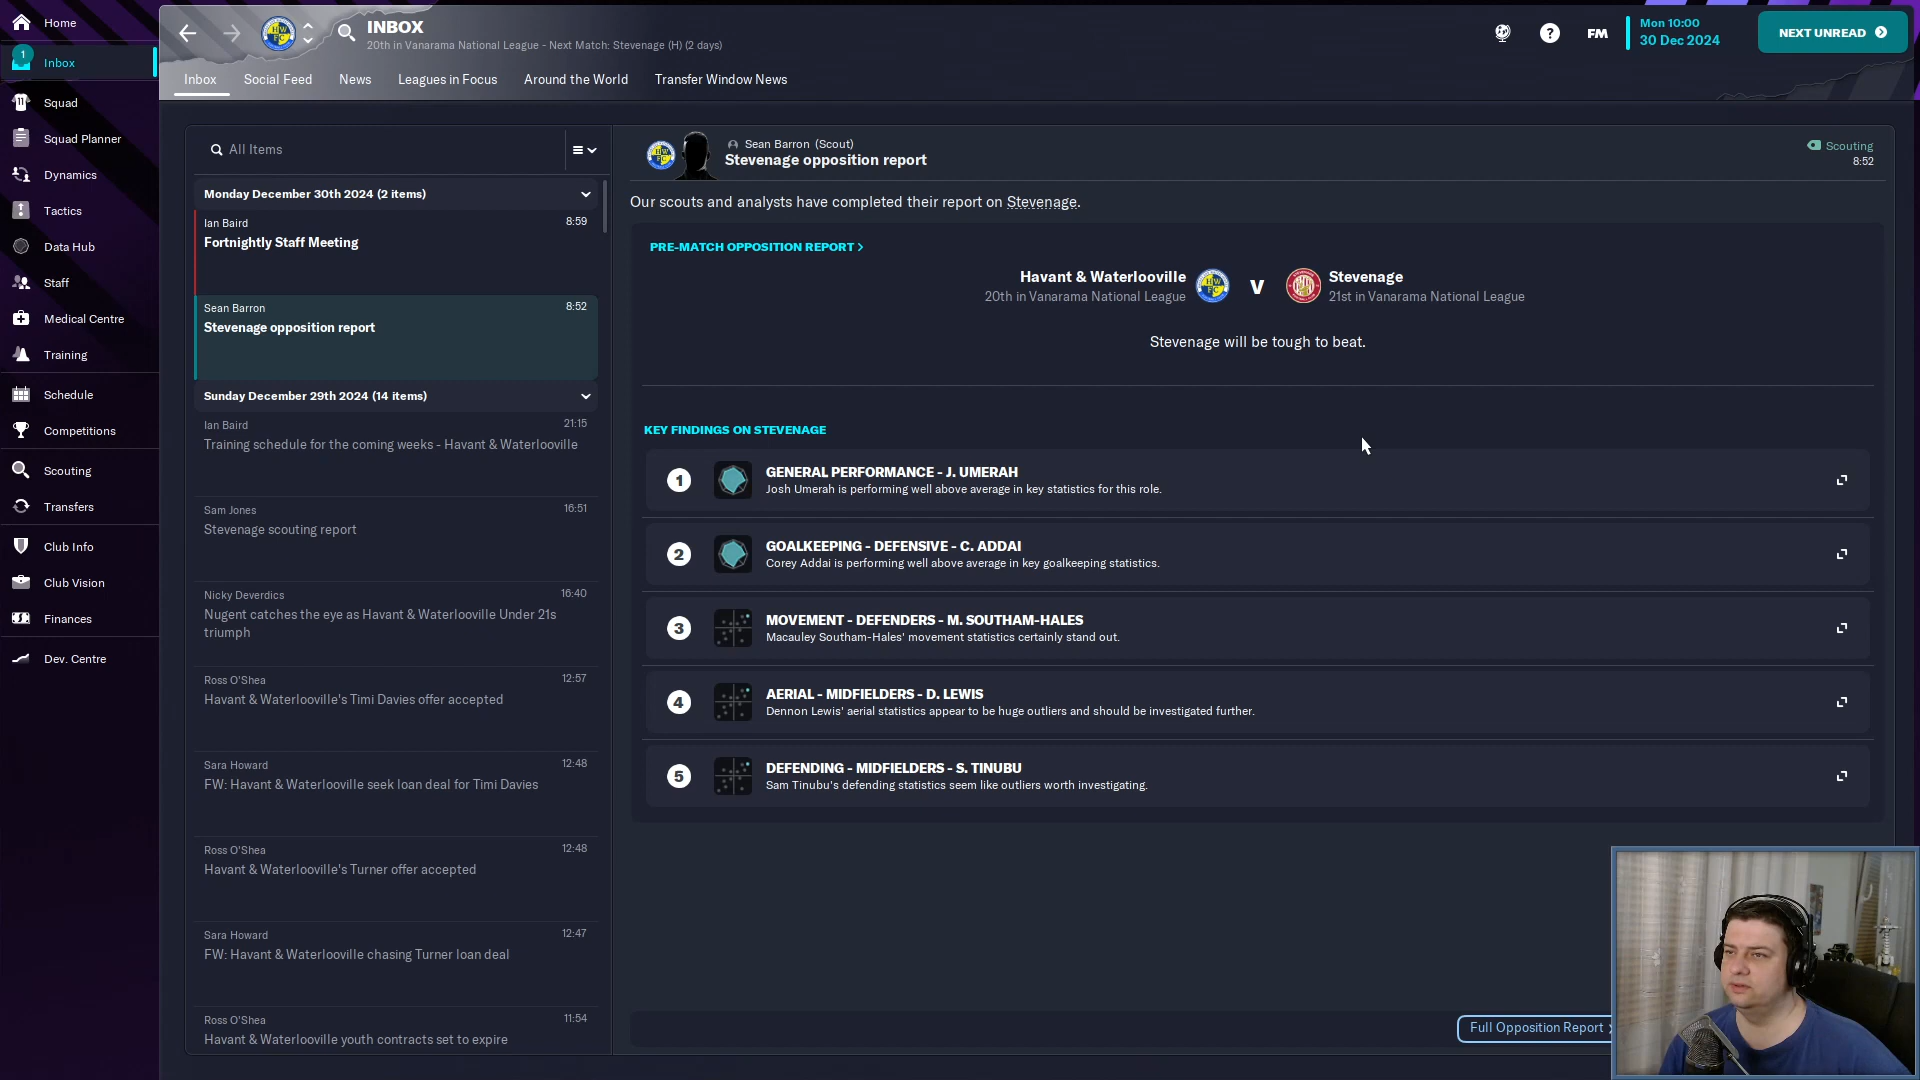 Home
1
Inbox
Squad
Squad Planner
Dynamics
Tactics
Data Hub
Staff
Medical Centre
Training
Schedule
Competitions
Scouting
Transfers
Club Info
Club Vision
Finances
Dev. Centre
INBOX
20th in Vanarama National League - Next Match: Stevenage (H) (2 days)
Inbox Social Feed News Leagues in Focus Around the World Transfer Window News
? FM
Mon 10:00
30 Dec 2024
NEXT UNREAD
All Items
Monday December 30th 2024 (2 items)
Ian Baird 8:59
Fortnightly Staff Meeting
Sean Barron 8:52
Stevenage opposition report
Sunday December 29th 2024 (14 items)
Ian Baird 21:15
Training schedule for the coming weeks - Havant & Waterlooville
Sam Jones 16:51
Stevenage scouting report
Nicky Deverdics 16:40
Nugent catches the eye as Havant & Waterlooville Under 21s
triumph
Ross O'Shea 12:57
Havant & Waterlooville's Timi Davies offer accepted
Sara Howard 12:48
FW: Havant & Waterlooville seek loan deal for Timi Davies
Ross O'Shea 12:48
Havant & Waterlooville's Turner offer accepted
Sara Howard 12:47
FW: Havant & Waterlooville chasing Turner loan deal
Ross O'Shea 11:54
Havant & Waterlooville youth contracts set to expire
Sean Barron (Scout)
Stevenage opposition report
Scouting
8:52
Our scouts and analysts have completed their report on Stevenage.
PRE-MATCH OPPOSITION REPORT >
Havant & Waterlooville V Stevenage
20th in Vanarama National League 21st in Vanarama National League
Stevenage will be tough to beat.
KEY FINDINGS ON STEVENAGE
1 GENERAL PERFORMANCE - J. UMERAH
Josh Umerah is performing well above average in key statistics for this role.
2 GOALKEEPING - DEFENSIVE - C. ADDAI
Corey Addai is performing well above average in key goalkeeping statistics.
3 MOVEMENT - DEFENDERS - M. SOUTHAM-HALES
Macauley Southam-Hales' movement statistics certainly stand out.
4 AERIAL - MIDFIELDERS - D. LEWIS
Dennon Lewis' aerial statistics appear to be huge outliers and should be investigated further.
5 DEFENDING - MIDFIELDERS - S. TINUBU
Sam Tinubu's defending statistics seem like outliers worth investigating.
Full Opposition Report